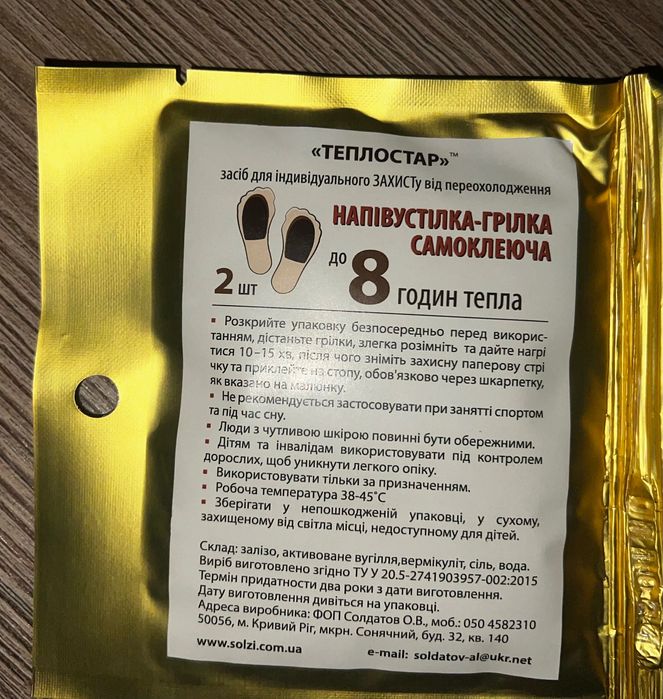 «ТЕПЛОСТАР»™
засіб для індивідуального ЗАХИСТу від переохолодження
НАПІВУСТІЛКА-ГРІЛКА
САМОКЛЕЮЧА
2 шт
до 8 годин тепла
▪ Розкрийте упаковку безпосередньо перед викорис-
танням, дістаньте грілки, злегка розімніть та дайте нагрі
тися 10–15 хв, після чого зніміть захисну паперову стрі
чку та приклейте на стопу, обов'язково через шкарпетку,
як вказано на малюнку.
▪ Не рекомендується застосовувати при занятті спортом
та під час сну.
▪ Люди з чутливою шкірою повинні бути обережними.
▪ Дітям та інвалідам використовувати під контролем
дорослих, щоб уникнути легкого опіку.
▪ Використовувати тільки за призначенням.
▪ Робоча температура 38-45°С
▪ Зберігати у непошкодженій упаковці, у сухому,
захищеному від світла місці, недоступному для дітей.
Склад: залізо, активоване вугілля,вермікуліт, сіль, вода.
Виріб виготовлено згідно ТУ У 20.5-2741903957-002:2015
Термін придатності два роки з дати виготовлення.
Дату виготовлення дивіться на упаковці.
Адреса виробника: ФОП Солдатов О.В., моб.: 050 4582310
50056, м. Кривий Ріг, мкрн. Сонячний, буд. 32, кв. 140
www.solzi.com.ua e-mail: soldatov-al@ukr.net